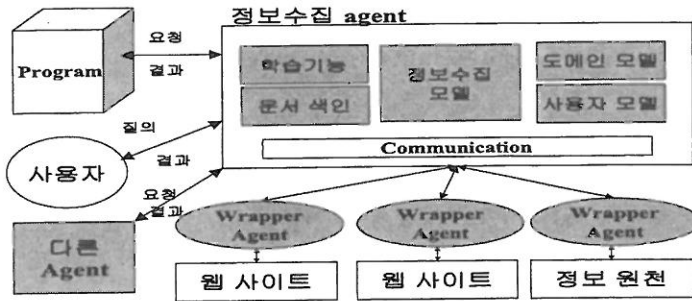 정보수집 agent
요청
Program
결과
학습기능
문서 색인
정보수집
모델
도메인 모델
사용자 모델
Communication
질의
결과
사용자
요청
결과
다른
Agent
Wrapper
Agent
Wrapper
Agent
Wrapper
Agent
웹 사이트
웹 사이트
정보 원천